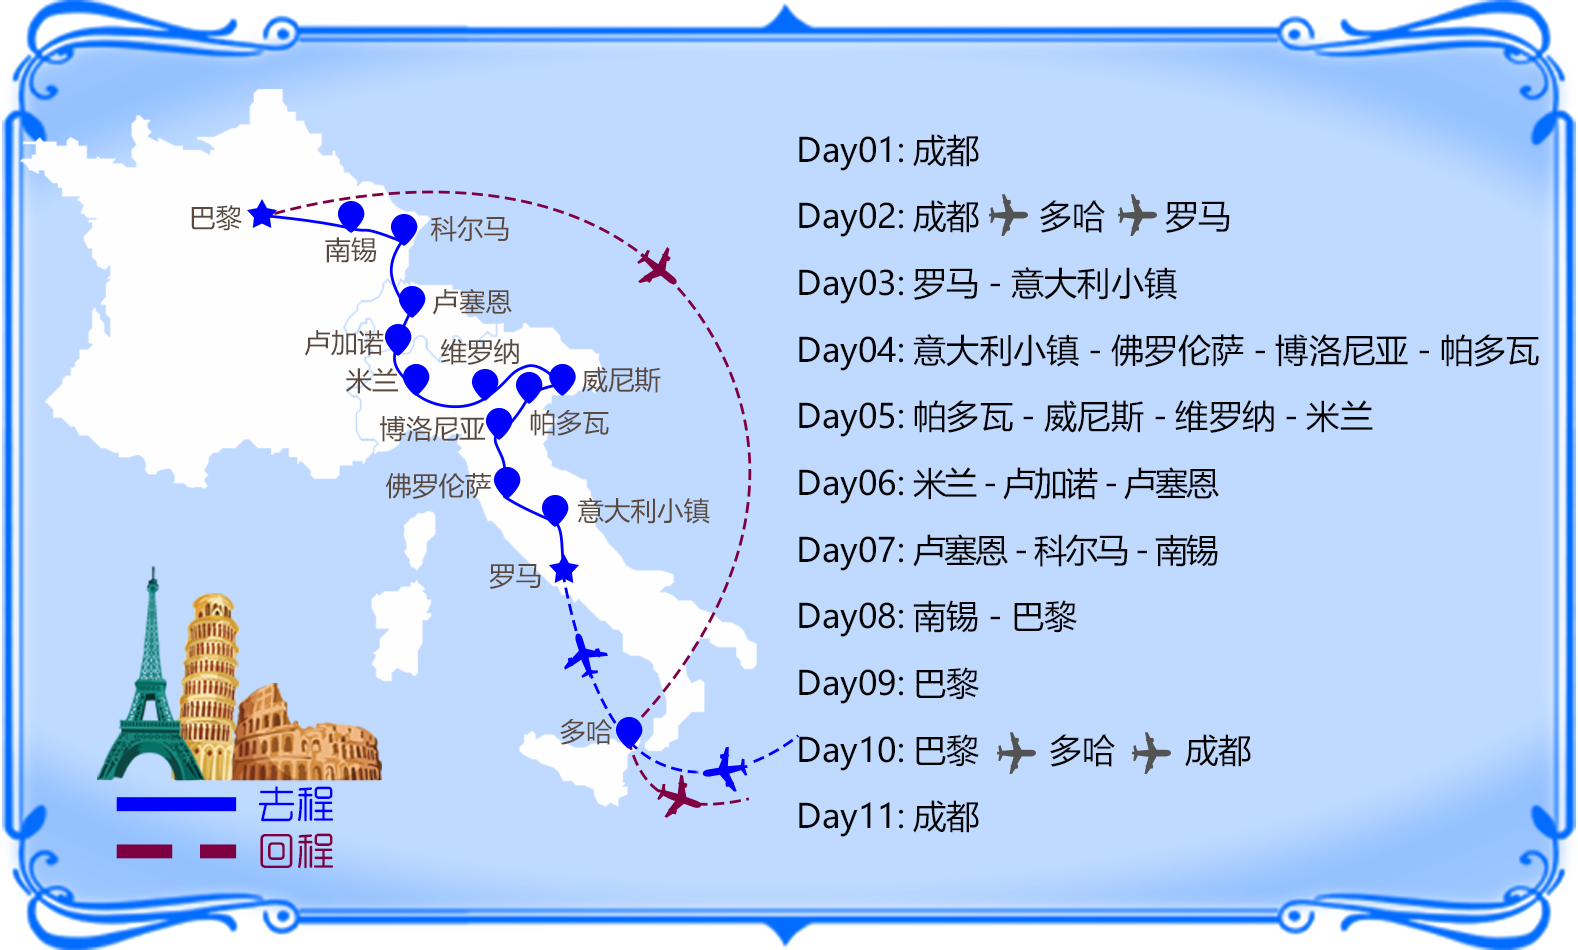 Day01: 成都
Day02: 成都 多哈 罗马
Day03: 罗马 - 意大利小镇
Day04: 意大利小镇 - 佛罗伦萨 - 博洛尼亚 - 帕多瓦
Day05: 帕多瓦 - 威尼斯 - 维罗纳 - 米兰
Day06: 米兰 - 卢加诺 - 卢塞恩
Day07: 卢塞恩 - 科尔马 - 南锡
Day08: 南锡 - 巴黎
Day09: 巴黎
Day10: 巴黎 多哈 成都
Day11: 成都
巴黎
南锡
科尔马
卢塞恩
卢加诺
维罗纳
米兰
威尼斯
博洛尼亚
帕多瓦
佛罗伦萨
意大利小镇
罗马
多哈
去程
回程